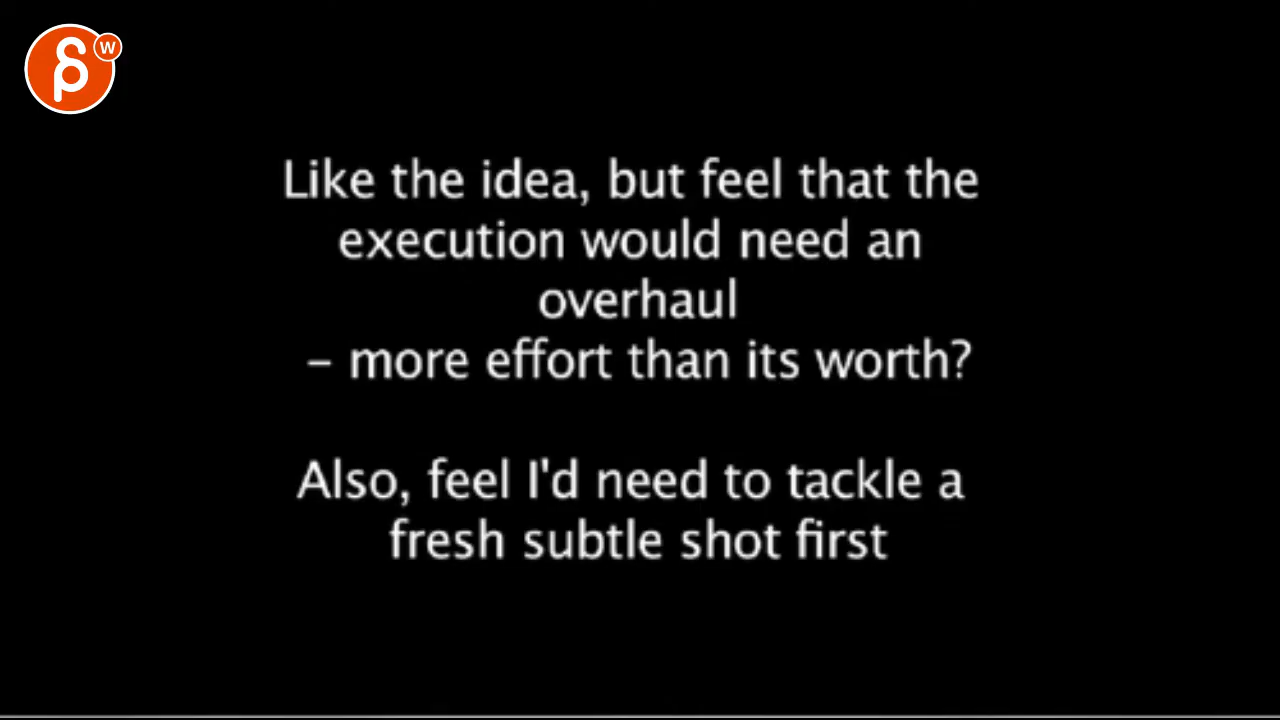 W
Like the idea, but feel that the
execution would need an
overhaul
– more effort than its worth?
Also, feel I'd need to tackle a
fresh subtle shot first